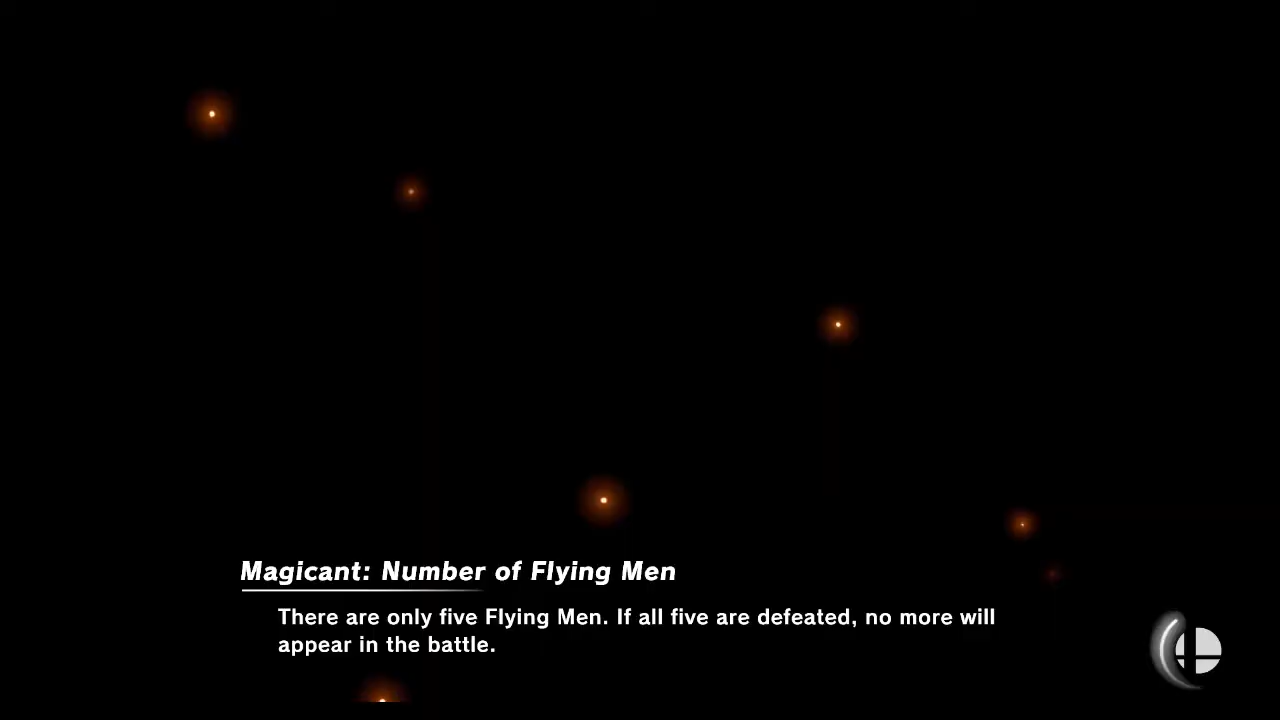 Magicant: Number of Flying Men
There are only five Flying Men. If all five are defeated, no more will
appear in the battle.